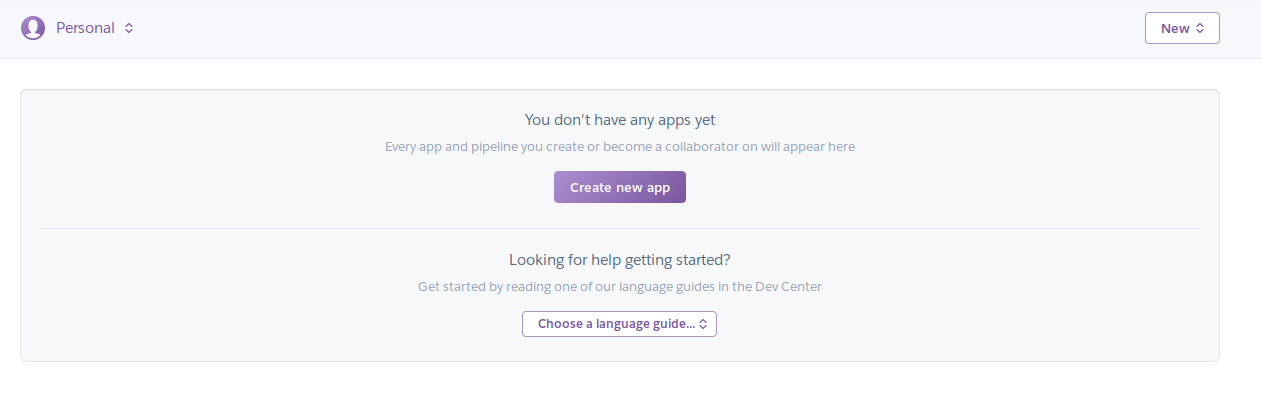 Personal
New
You don't have any apps yet
Every app and pipeline you create or become a collaborator on will appear here
Create new app
Looking for help getting started?
Get started by reading one of our language guides in the Dev Center
Choose a language guide...